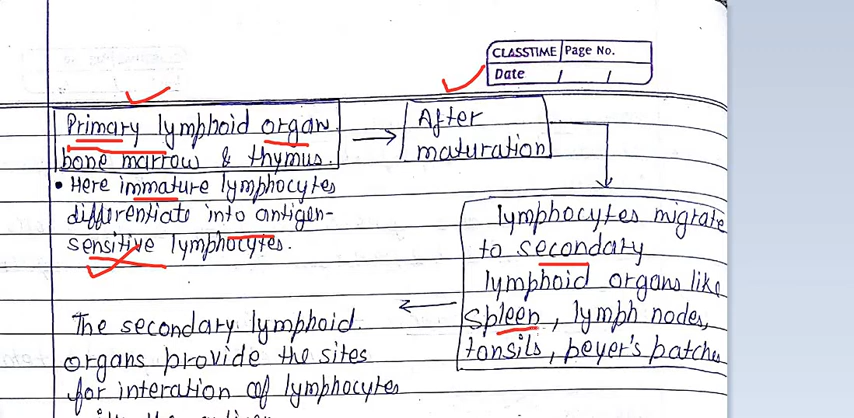 CLASSTIME Page No.
Date / /
Primary lymphoid organ
bone marrow & thymus.
After
maturation
• Here immature lymphocytes
differentiate into antigen-
sensitive lymphocytes.
lymphocytes migrate
to secondary
lymphoid organs like
spleen, lymph nodes,
tonsils, peyer's patches
The secondary lymphoid
organs provide the sites
for interation of lymphocytes